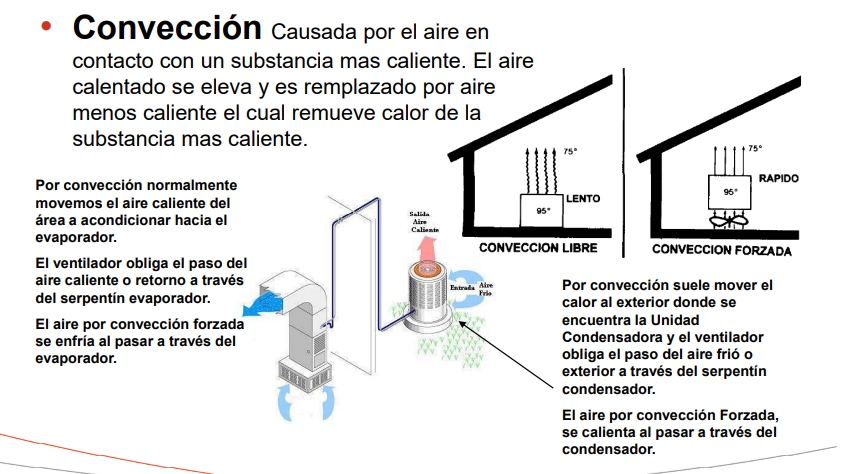 • Convección Causada por el aire en
contacto con un substancia mas caliente. El aire
calentado se eleva y es remplazado por aire
menos caliente el cual remueve calor de la
substancia mas caliente.
Por convección normalmente
movemos el aire caliente del
área a acondicionar hacia el
evaporador.
El ventilador obliga el paso del
aire caliente o retorno a través
del serpentín evaporador.
El aire por convección forzada
se enfría al pasar a través del
evaporador.
Salida
Aire
Caliente
Entrada
Aire
Frio
75°
LENTO
95°
CONVECCION LIBRE
75°
RAPIDO
95°
CONVECCION FORZADA
Por convección suele mover el
calor al exterior donde se
encuentra la Unidad
Condensadora y el ventilador
obliga el paso del aire frió o
exterior a través del serpentín
condensador.
El aire por convección Forzada,
se calienta al pasar a través del
condensador.